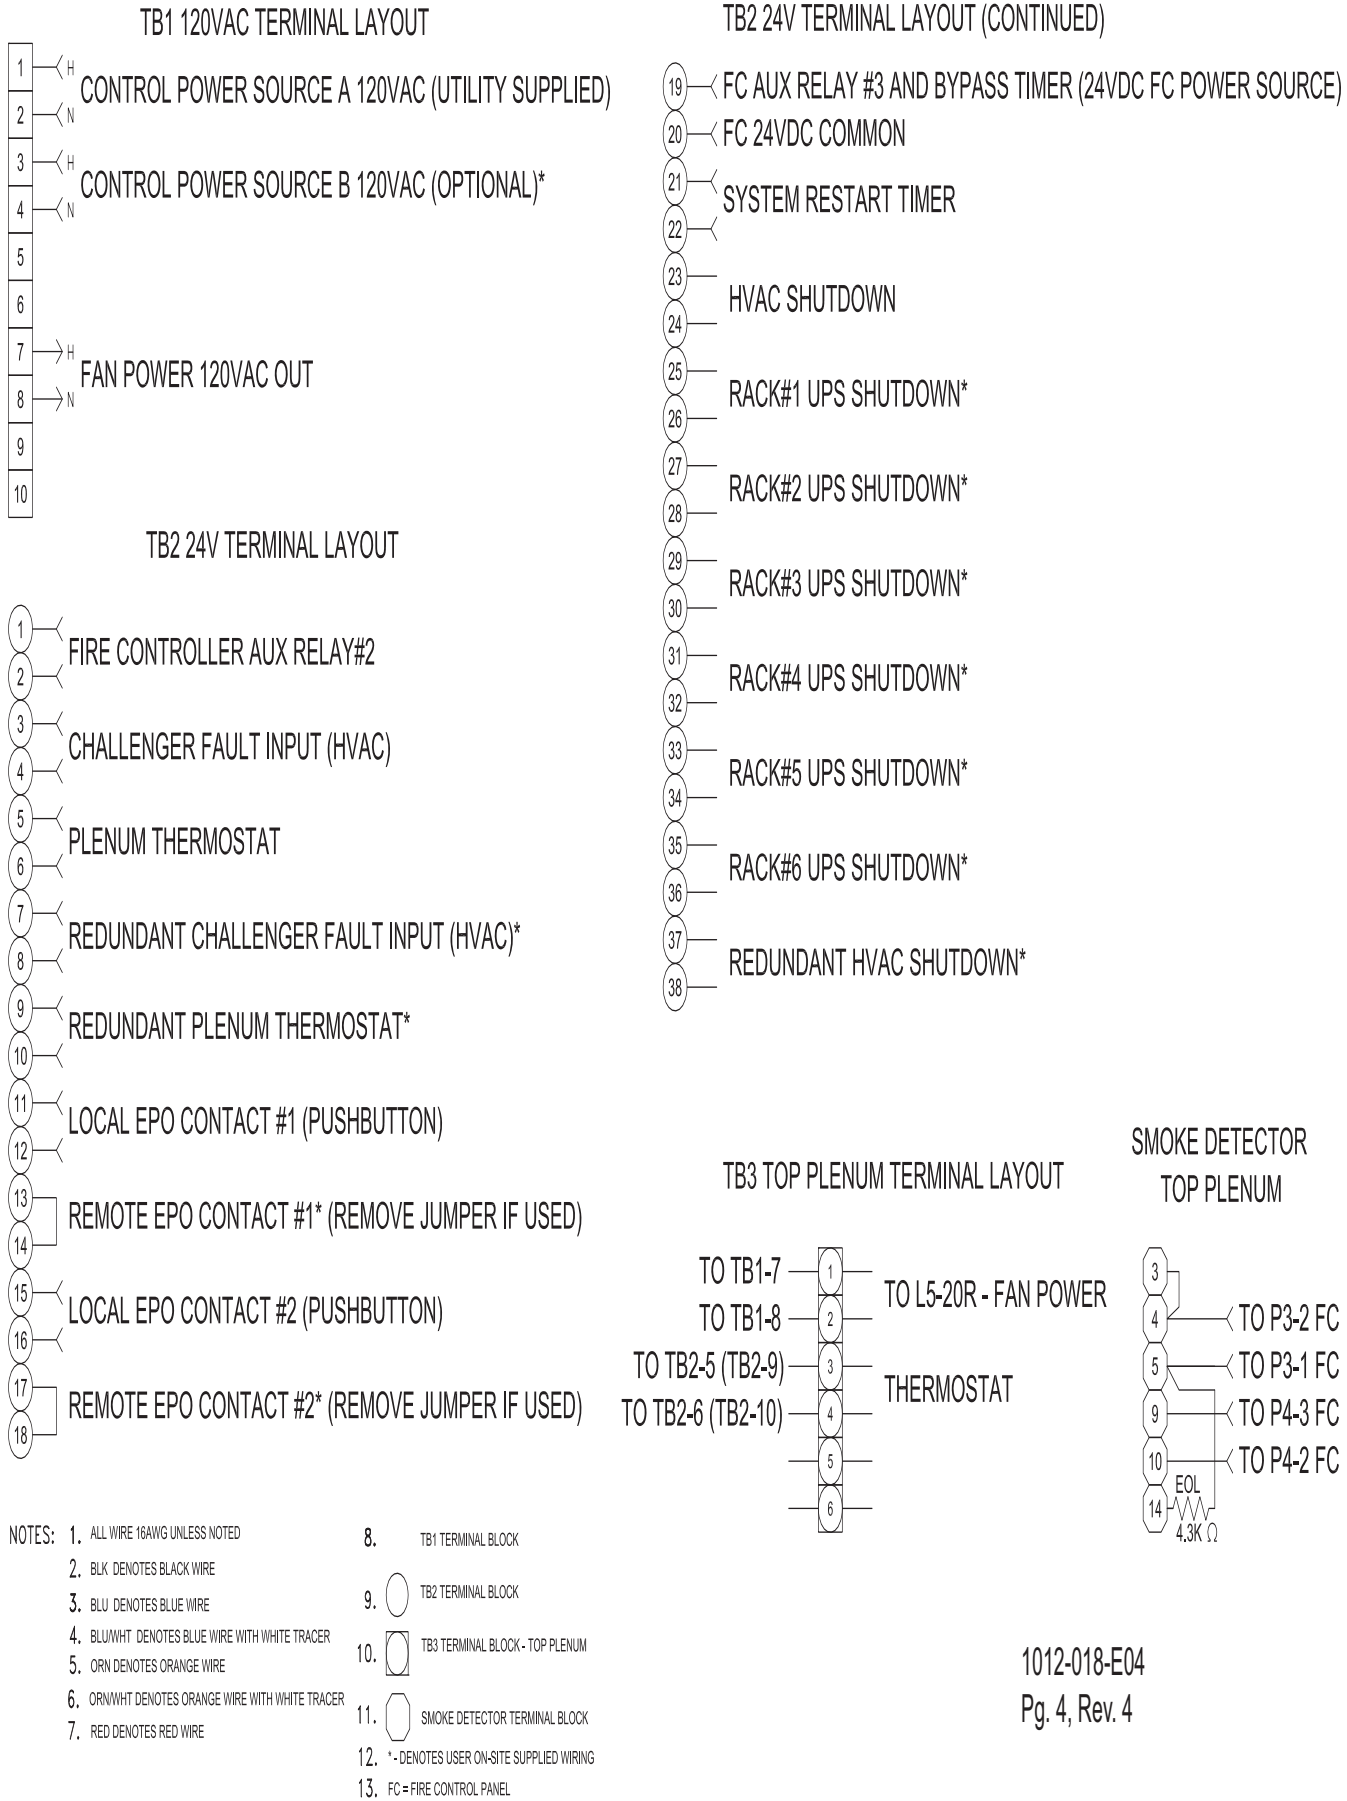 TB1 120VAC TERMINAL LAYOUT
1 H
CONTROL POWER SOURCE A 120VAC (UTILITY SUPPLIED)
2 N
3 H
CONTROL POWER SOURCE B 120VAC (OPTIONAL)*
4 N
5
6
7 H
FAN POWER 120VAC OUT
8 N
9
10
TB2 24V TERMINAL LAYOUT
1
FIRE CONTROLLER AUX RELAY#2
2
3
CHALLENGER FAULT INPUT (HVAC)
4
5
PLENUM THERMOSTAT
6
7
REDUNDANT CHALLENGER FAULT INPUT (HVAC)*
8
9
REDUNDANT PLENUM THERMOSTAT*
10
11
LOCAL EPO CONTACT #1 (PUSHBUTTON)
12
13
REMOTE EPO CONTACT #1* (REMOVE JUMPER IF USED)
14
15
LOCAL EPO CONTACT #2 (PUSHBUTTON)
16
17
REMOTE EPO CONTACT #2* (REMOVE JUMPER IF USED)
18
TB2 24V TERMINAL LAYOUT (CONTINUED)
19 FC AUX RELAY #3 AND BYPASS TIMER (24VDC FC POWER SOURCE)
20 FC 24VDC COMMON
21
SYSTEM RESTART TIMER
22
23
HVAC SHUTDOWN
24
25
RACK#1 UPS SHUTDOWN*
26
27
RACK#2 UPS SHUTDOWN*
28
29
RACK#3 UPS SHUTDOWN*
30
31
RACK#4 UPS SHUTDOWN*
32
33
RACK#5 UPS SHUTDOWN*
34
35
RACK#6 UPS SHUTDOWN*
36
37
REDUNDANT HVAC SHUTDOWN*
38
TB3 TOP PLENUM TERMINAL LAYOUT
TO TB1-7 1
TO L5-20R - FAN POWER
TO TB1-8 2
TO TB2-5 (TB2-9) 3
THERMOSTAT
TO TB2-6 (TB2-10) 4
5
6
SMOKE DETECTOR
TOP PLENUM
3
4 TO P3-2 FC
5 TO P3-1 FC
9 TO P4-3 FC
10 TO P4-2 FC
EOL
14
4.3K Ω
NOTES: 1. ALL WIRE 16AWG UNLESS NOTED
2. BLK DENOTES BLACK WIRE
3. BLU DENOTES BLUE WIRE
4. BLU/WHT DENOTES BLUE WIRE WITH WHITE TRACER
5. ORN DENOTES ORANGE WIRE
6. ORN/WHT DENOTES ORANGE WIRE WITH WHITE TRACER
7. RED DENOTES RED WIRE
8. TB1 TERMINAL BLOCK
9. TB2 TERMINAL BLOCK
10. TB3 TERMINAL BLOCK - TOP PLENUM
11. SMOKE DETECTOR TERMINAL BLOCK
12. * - DENOTES USER ON-SITE SUPPLIED WIRING
13. FC = FIRE CONTROL PANEL
1012-018-E04
Pg. 4, Rev. 4